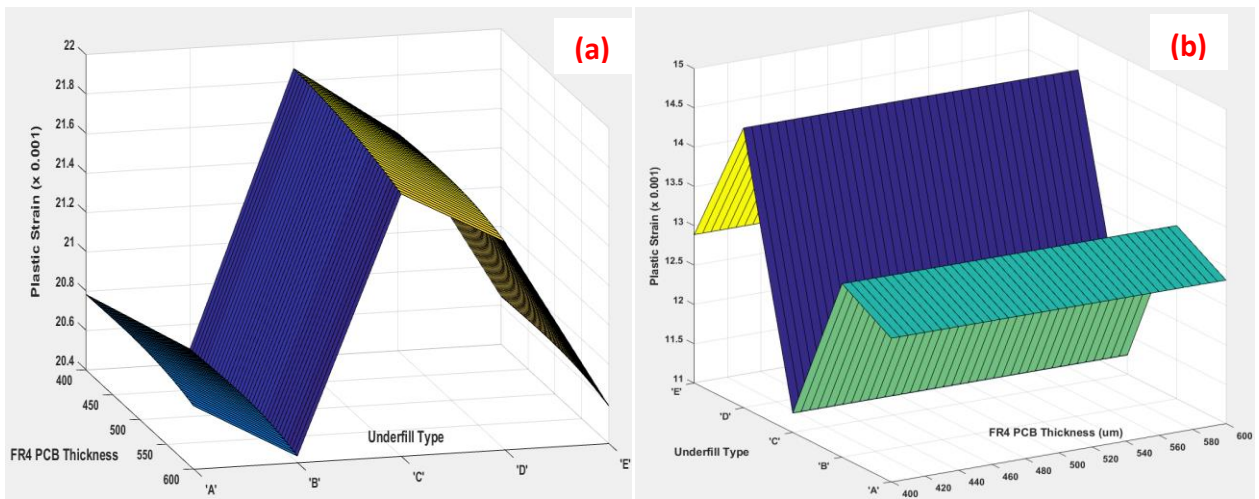 (a)
22
21.8
21.6
21.4
21.2
21
20.8
20.6
20.4
Plastic Strain (x 0.001)
400
450
500
550
600
FR4 PCB Thickness
'A'
'B'
'C'
'D'
'E'
Underfill Type
(b)
15
14.5
14
13.5
13
12.5
12
11.5
11
Plastic Strain (x 0.001)
'E'
'D'
'C'
'B'
'A'
Underfill Type
400
420
440
460
480
500
520
540
560
580
600
FR4 PCB Thickness (um)